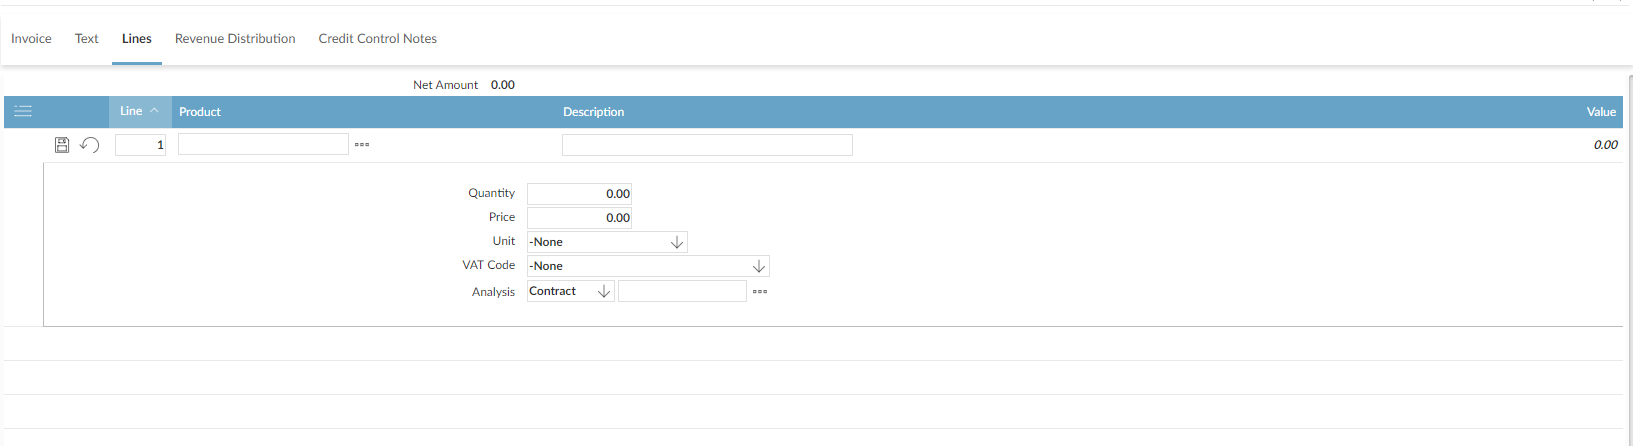 Invoice Text Lines Revenue Distribution Credit Control Notes
Net Amount 0.00
Line Product Description Value
1 0.00
Quantity 0.00
Price 0.00
Unit -None
VAT Code -None
Analysis Contract